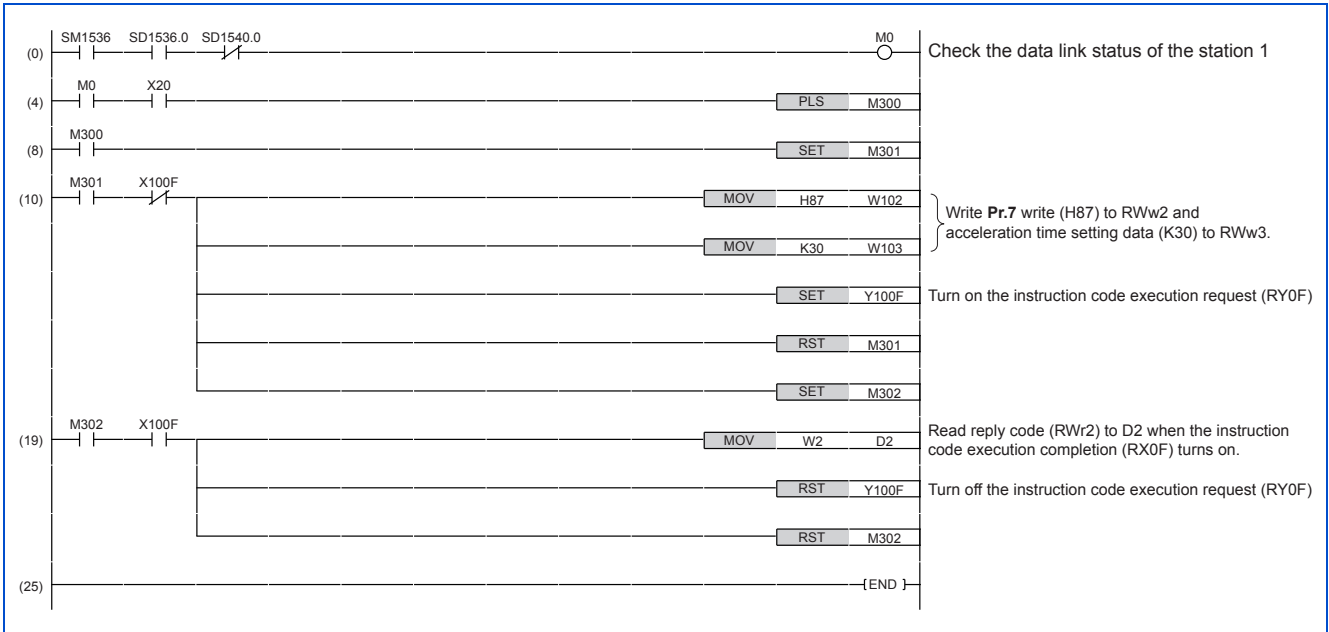 SM1536 SD1536.0 SD1540.0 M0
(0) Check the data link status of the station 1
M0 X20
(4) PLS M300
M300
(8) SET M301
M301 X100F
(10) MOV H87 W102
Write Pr.7 write (H87) to RWw2 and
acceleration time setting data (K30) to RWw3.
MOV K30 W103
SET Y100F Turn on the instruction code execution request (RY0F)
RST M301
SET M302
M302 X100F
(19) MOV W2 D2
Read reply code (RWr2) to D2 when the instruction
code execution completion (RX0F) turns on.
RST Y100F Turn off the instruction code execution request (RY0F)
RST M302
(25) END